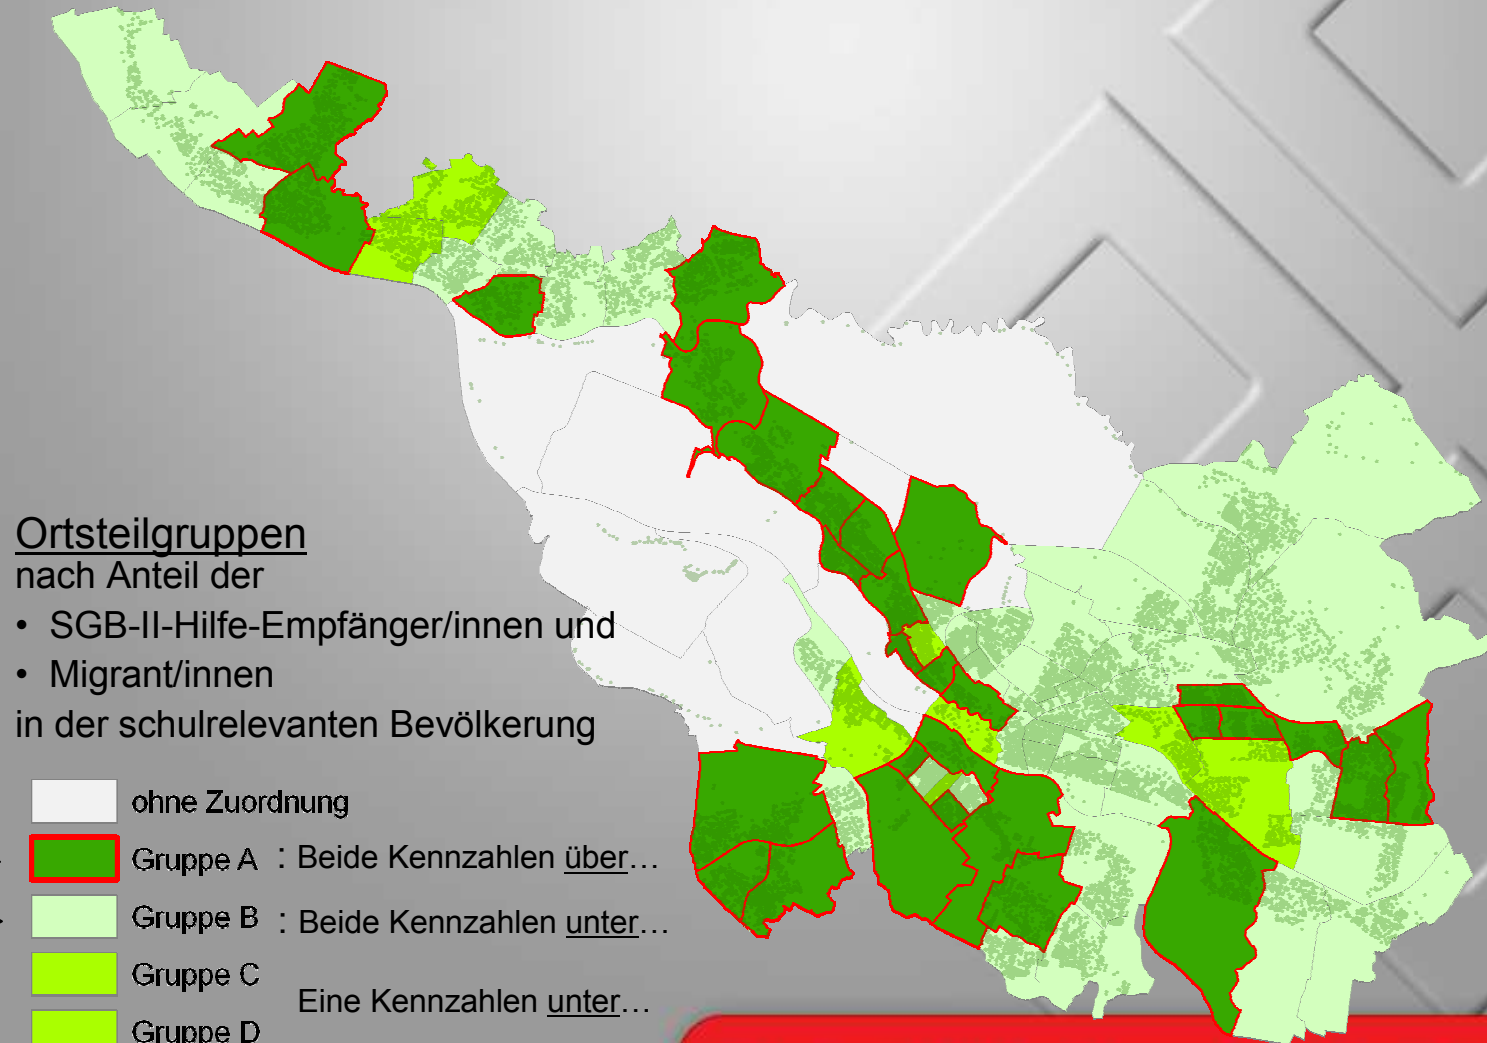 Ortsteilgruppen
nach Anteil der
• SGB-II-Hilfe-Empfänger/innen und
• Migrant/innen
in der schulrelevanten Bevölkerung
ohne Zuordnung
Gruppe A : Beide Kennzahlen über...
Gruppe B : Beide Kennzahlen unter...
Gruppe C
Eine Kennzahlen unter...
Gruppe D